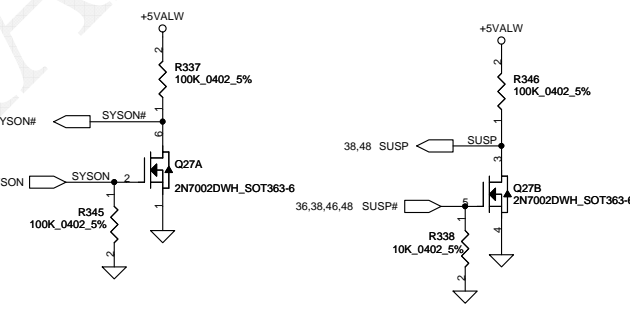 +5VALW
2
R337
100K_0402_5%
1
YSON#
SYSON#
6
Q27A
2N7002DWH_SOT363-6
SON
SYSON
2
1
1
R345
100K_0402_5%
2
+5VALW
2
R346
100K_0402_5%
1
38,48 SUSP
SUSP
3
Q27B
2N7002DWH_SOT363-6
36,38,46,48 SUSP#
5
4
1
R338
10K_0402_5%
2